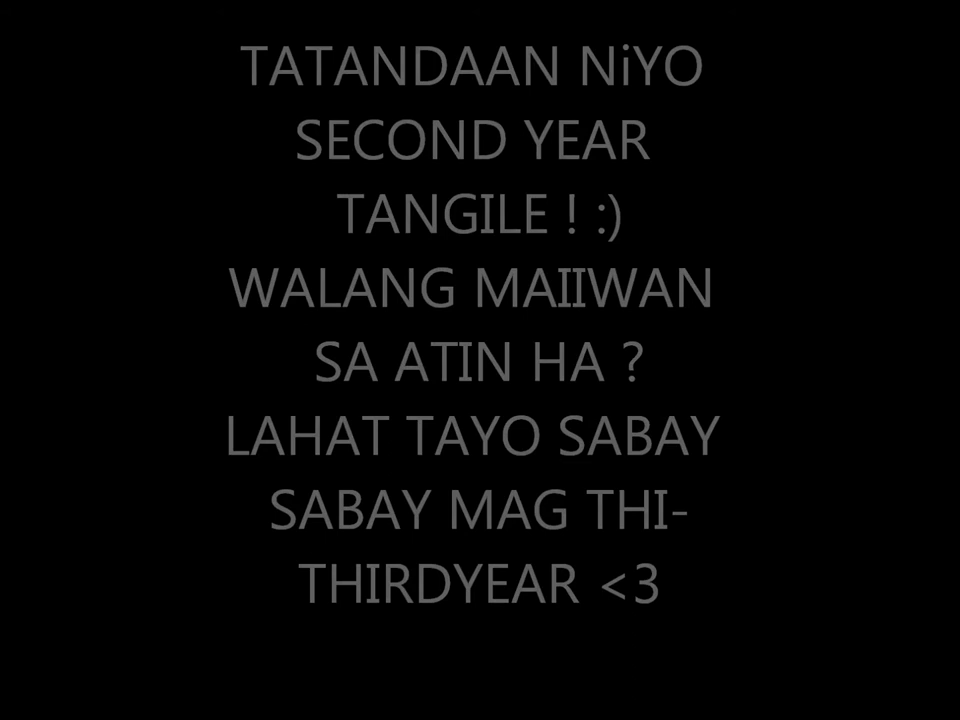 TATANDAAN NiYO
SECOND YEAR
TANGILE ! :)
WALANG MAIIWAN
SA ATIN HA ?
LAHAT TAYO SABAY
SABAY MAG THI-
THIRDYEAR <3